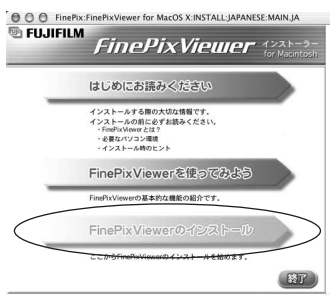 FinePix:FinePixViewer for MacOS X:INSTALL:JAPANESE:MAIN.JA
FUJIFILM
FinePixViewer インストーラー
for Macintosh
はじめにお読みください
インストールする際の大切な情報です。
インストールの前に必ずお読みください。
・FinePixViewerとは?
・必要なパソコン環境
・インストール時のヒント
FinePixViewerを使ってみよう
FinePixViewerの基本的な機能の紹介です。
FinePixViewerのインストール
ここからFinePixViewerのインストールを始めます。
終了